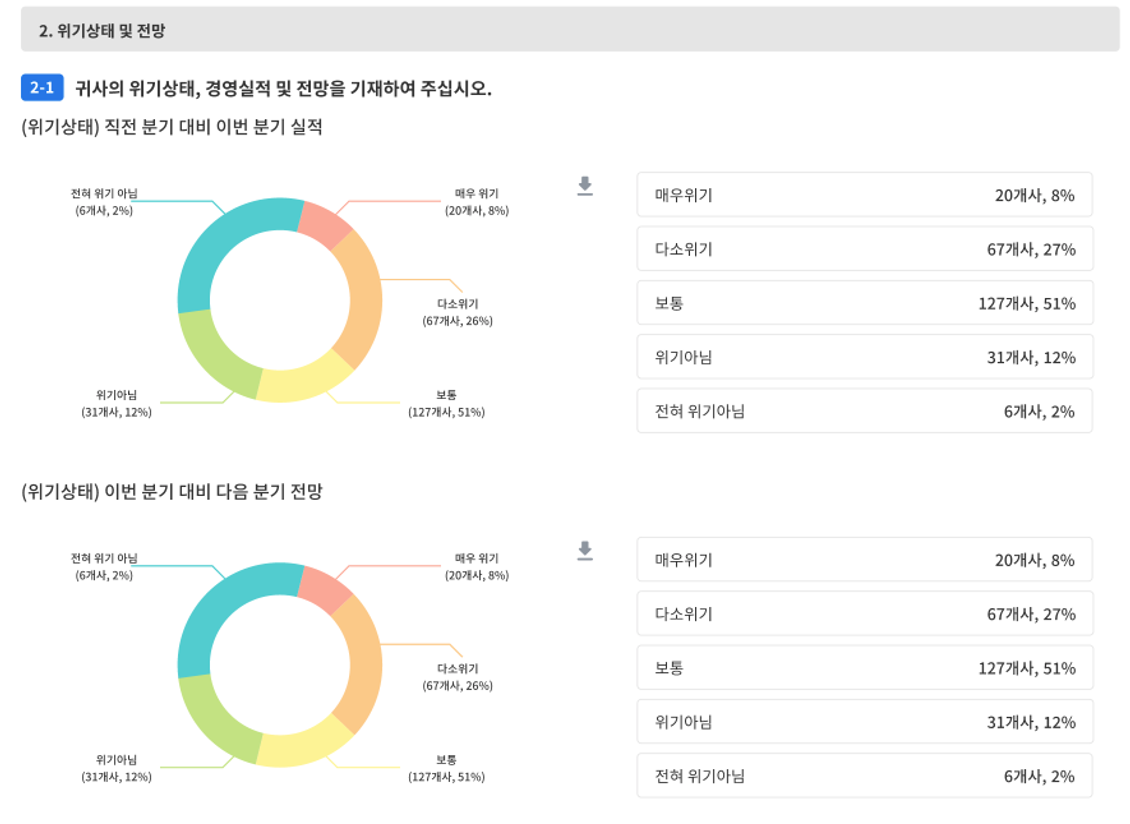 2. 위기상태 및 전망
2-1 귀사의 위기상태, 경영실적 및 전망을 기재하여 주십시오.
(위기상태) 직전 분기 대비 이번 분기 실적
전혀 위기 아님
(6개사, 2%)
매우 위기
(20개사, 8%)
다소위기
(67개사, 26%)
위기아님
(31개사, 12%)
보통
(127개사, 51%)
매우위기 20개사, 8%
다소위기 67개사, 27%
보통 127개사, 51%
위기아님 31개사, 12%
전혀 위기아님 6개사, 2%
(위기상태) 이번 분기 대비 다음 분기 전망
전혀 위기 아님
(6개사, 2%)
매우 위기
(20개사, 8%)
다소위기
(67개사, 26%)
위기아님
(31개사, 12%)
보통
(127개사, 51%)
매우위기 20개사, 8%
다소위기 67개사, 27%
보통 127개사, 51%
위기아님 31개사, 12%
전혀 위기아님 6개사, 2%